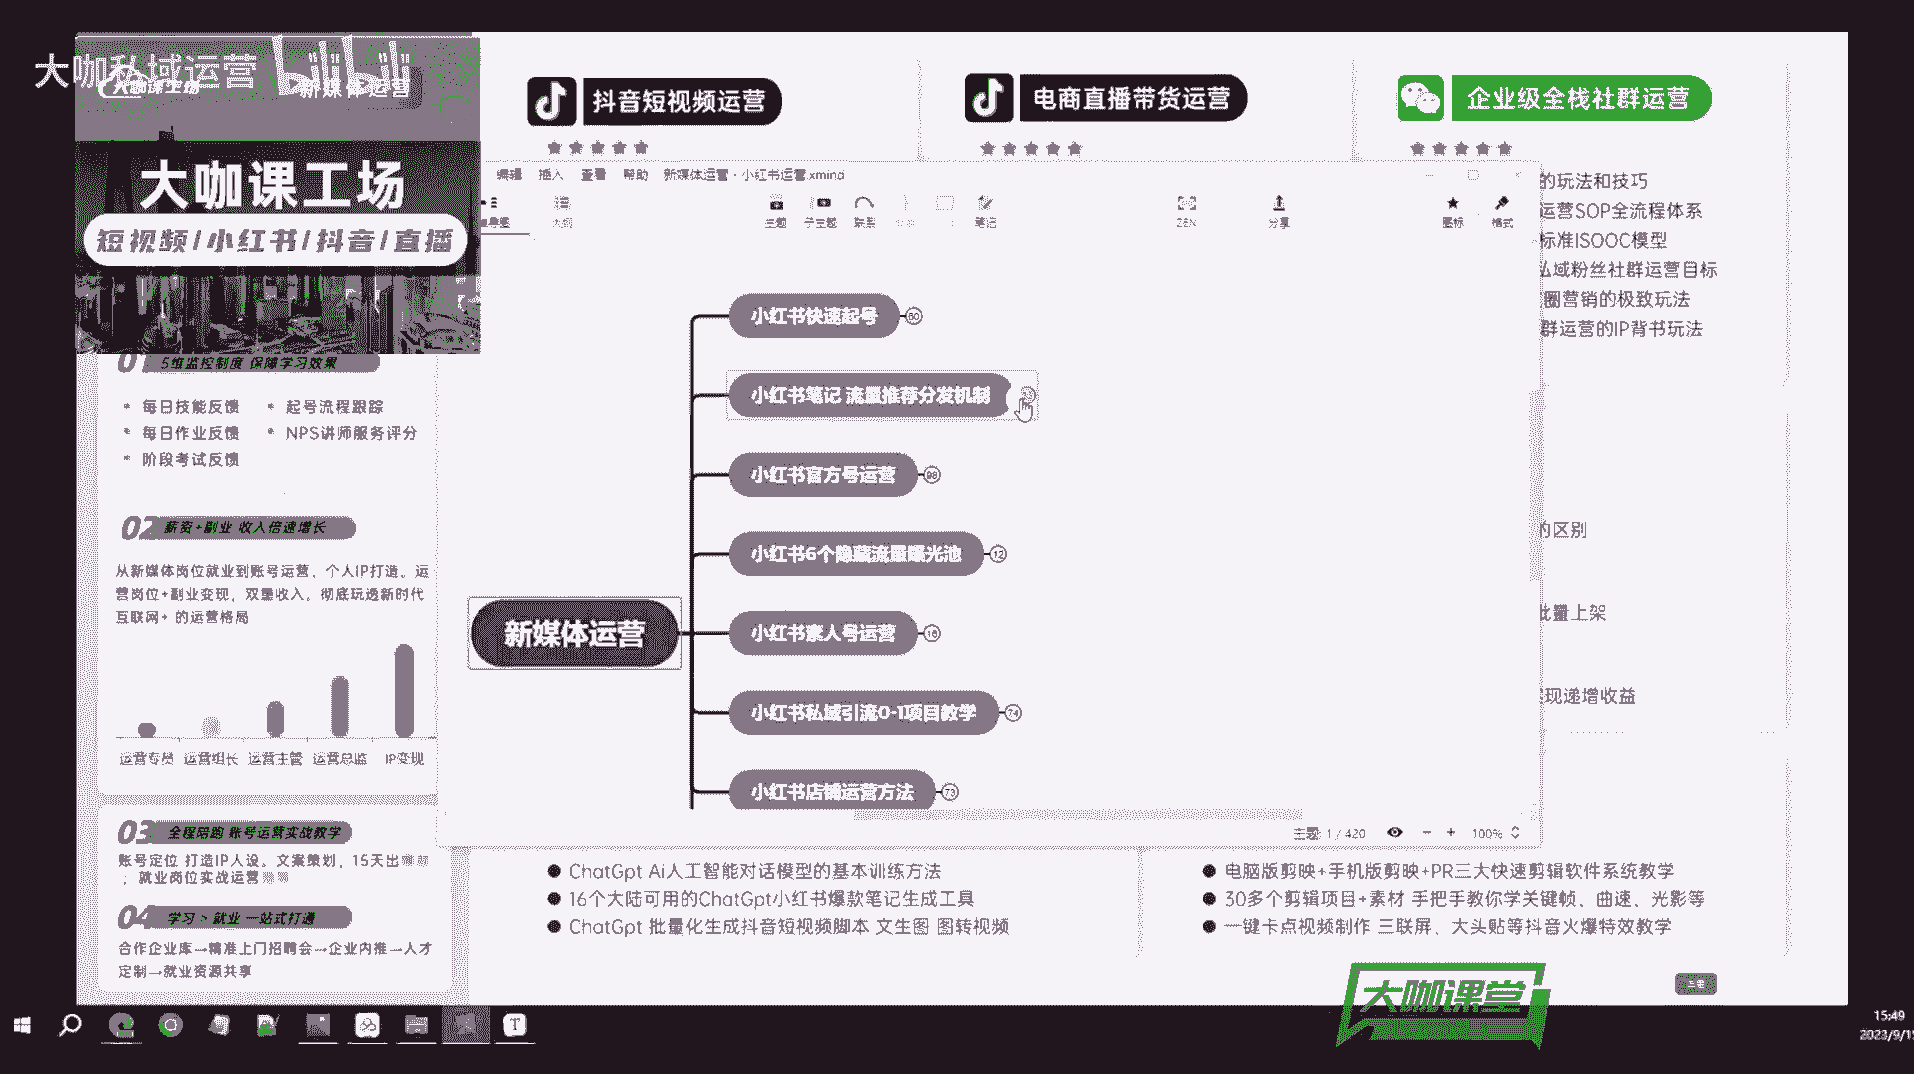 大咖私域运营
bilibili
大咖课工场
新媒体运营
大咖课工场
短视频/小红书/抖音/直播
抖音短视频运营
电商直播带货运营
企业级全栈社群运营
编辑 插入 查看 帮助 新媒体运营 · 小红书运营.xmind
大纲
主题
子主题
联系
笔记
ZEN
分享
图标
格式
的玩法和技巧
运营SOP全流程体系
标准ISOOC模型
私域粉丝社群运营目标
圈营销的极致玩法
群运营的IP背书玩法
的区别
批量上架
现递增收益
01 5维监控制度 保障学习效果
* 每日技能反馈 * 起号流程跟踪
* 每日作业反馈 * NPS讲师服务评分
* 阶段考试反馈
02 薪资+副业 收入倍速增长
从新媒体岗位就业到账号运营，个人IP打造。运
营岗位+副业变现，双重收入。彻底玩透新时代
互联网+ 的运营格局
运营专员 运营组长 运营主管 运营总监 IP变现
03 全程陪跑 账号运营实战教学
账号定位 打造IP人设。文案策划，15天出
；就业岗位实战运营
04 学习 > 就业 一站式打通
合作企业库→精准上门招聘会→企业内推→人才
定制→就业资源共享
新媒体运营
小红书快速起号 60
小红书笔记 流量推荐分发机制
小红书官方号运营 98
小红书6个隐藏流量曝光池 12
小红书素人号运营 16
小红书私域引流0-1项目教学 74
小红书店铺运营方法 73
主题: 1 / 420
100%
● ChatGpt Ai人工智能对话模型的基本训练方法
● 16个大陆可用的ChatGpt小红书爆款笔记生成工具
● ChatGpt 批量化生成抖音短视频脚本 文生图 图转视频
● 电脑版剪映+手机版剪映+PR三大快速剪辑软件系统教学
● 30多个剪辑项目+素材 手把手教你学关键帧、曲速、光影等
● 一键卡点视频制作 三联屏、大头贴等抖音火爆特效教学
大咖课堂
15:49